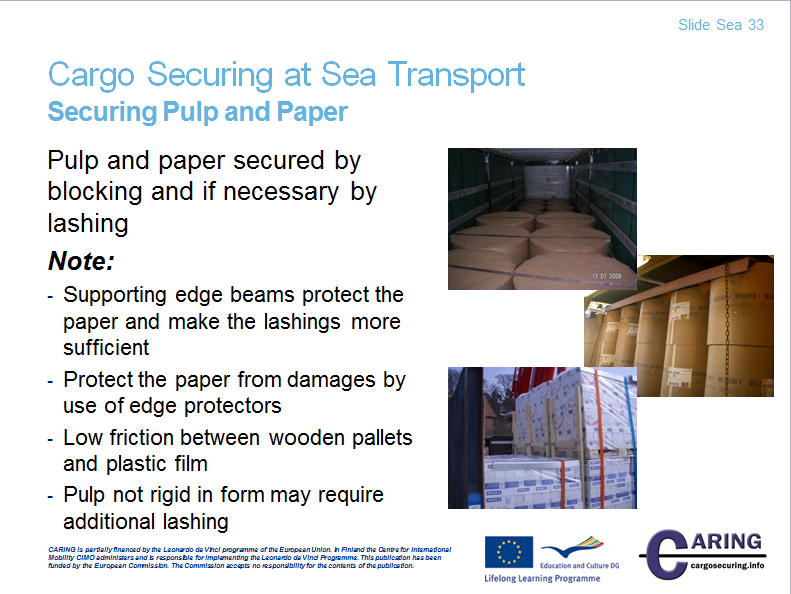 Slide Sea 33
Cargo Securing at Sea Transport
Securing Pulp and Paper
Pulp and paper secured by
blocking and if necessary by
lashing
Note:
- Supporting edge beams protect the
paper and make the lashings more
sufficient
- Protect the paper from damages by
use of edge protectors
- Low friction between wooden pallets
and plastic film
- Pulp not rigid in form may require
additional lashing
13 01 2006
CARING is partially financed by the Leonardo da Vinci programme of the European Union. In Finland the Centre for International
Mobility CIMO administers and is responsible for implementing the Leonardo da Vinci Programme. This publication has been
funded by the European Commission. The Commission accepts no responsibility for the contents of the publication.
Education and Culture DG
Lifelong Learning Programme
CARING
cargosecuring.info